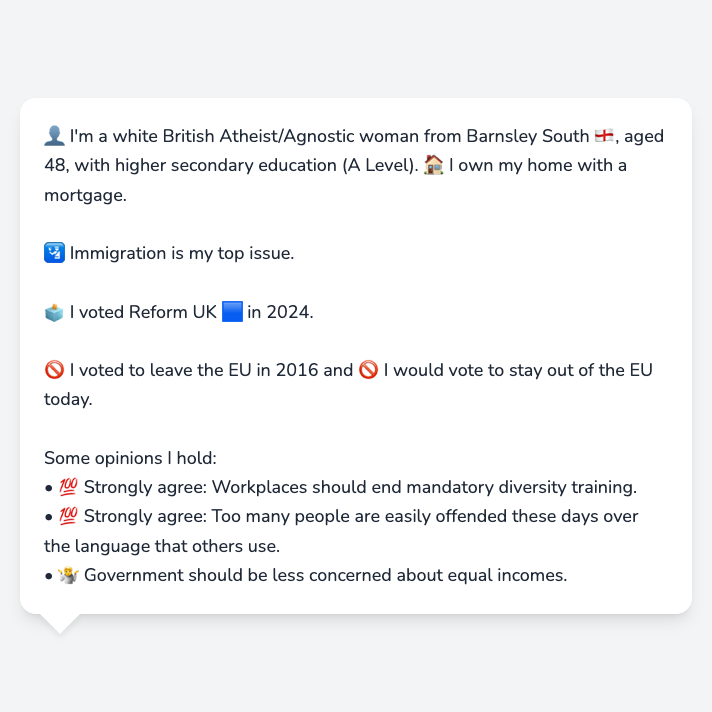 👤 I'm a white British Atheist/Agnostic woman from Barnsley South 🏴󠁧󠁢󠁥󠁮󠁧󠁿, aged
48, with higher secondary education (A Level). 🏠 I own my home with a
mortgage.
🛂 Immigration is my top issue.
🗳️ I voted Reform UK 🟦 in 2024.
🚫 I voted to leave the EU in 2016 and 🚫 I would vote to stay out of the EU
today.
Some opinions I hold:
• 💯 Strongly agree: Workplaces should end mandatory diversity training.
• 💯 Strongly agree: Too many people are easily offended these days over
the language that others use.
• 🤷 Government should be less concerned about equal incomes.